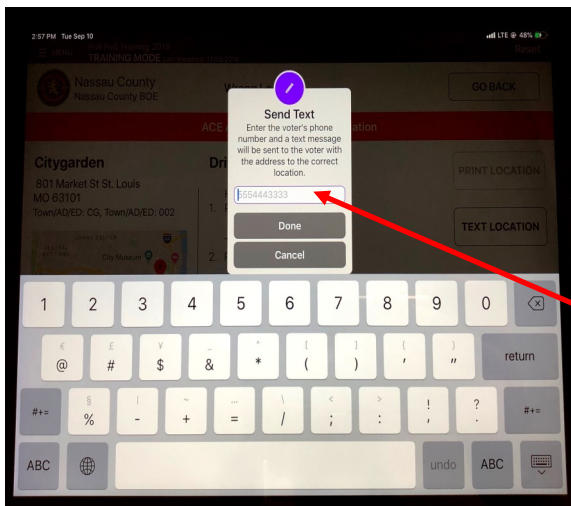 2:57 PM Tue Sep 10
LTE 48%
MENU
TRAINING MODE
Reset
Nassau County
Nassau County BOE
GO BACK
Send Text
Enter the voter's phone
number and a text message
will be sent to the voter with
the address to the correct
location.
5554443333
Done
Cancel
Citygarden
801 Market St St. Louis
MO 63101
Town/AD/ED: CG, Town/AD/ED: 002
City Museum
1.
2.
PRINT LOCATION
TEXT LOCATION
1 2 3 4 5 6 7 8 9 0
€ £ ¥ _ ^ [ ] { }
@ # $ & * ( ) ' "
return
§ | ~ … \ < >
#+= % - + = / ; : ! , ? . #+=
ABC undo ABC